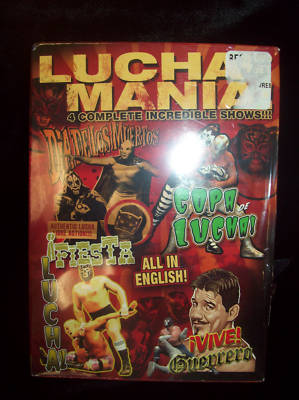 LUCHA
MANIA
4 COMPLETE INCREDIBLE SHOWS!!!
DIA DE LOS MUERTOS
AUTHENTIC LUCHA
COPA DE
LUCHA!
¡FIESTA
LUCHA!
ALL IN
ENGLISH!
¡VIVE!
Guerrero